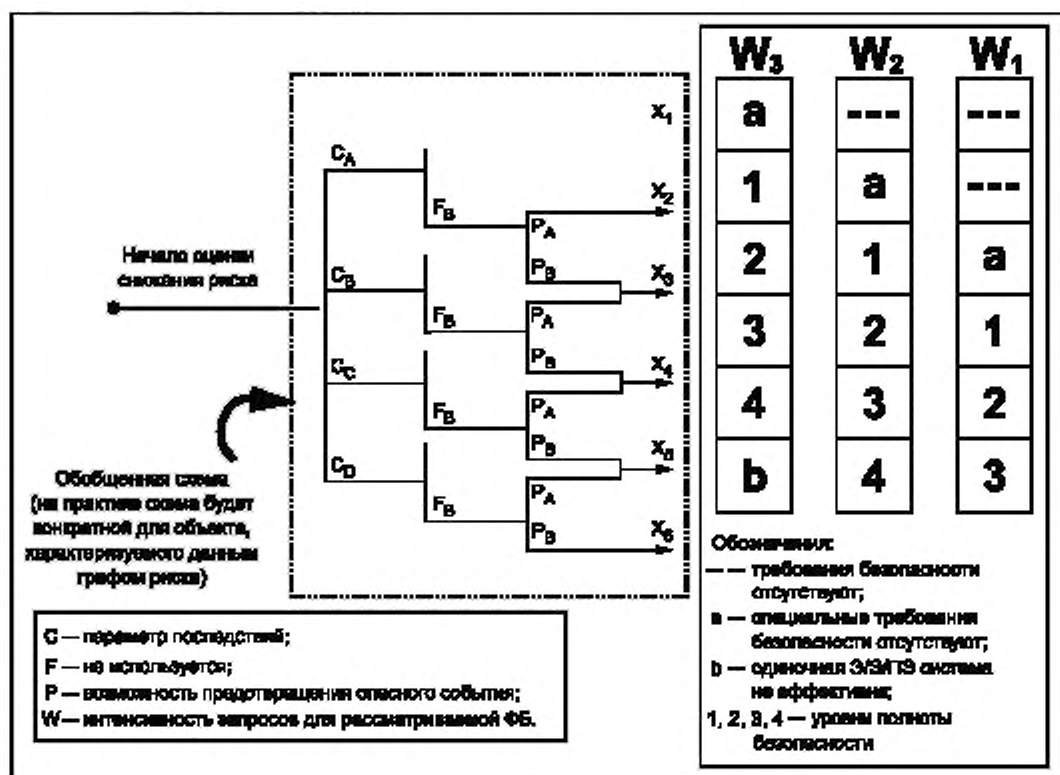 W3 W2 W1
a --- ---
1 a ---
2 1 a
3 2 1
4 3 2
b 4 3
X1
CA
FB
PA
X2
PB
X3
CB
FB
PA
PB
X4
CC
FB
PA
PB
X5
CD
FB
PA
PB
X6
Начало оценки
снижения риска
Обобщенная схема
(на практике схема будет
конкретной для объекта,
характеризуемого данным
графом риска)
C — параметр последствий;
F — не используется;
P — возможность предотвращения опасного события;
W — интенсивность запросов для рассматриваемой ФБ.
Обозначения:
--- — требования безопасности
отсутствуют;
a — специальные требования
безопасности отсутствуют;
b — одиночная Э/Э/ПЭ система
не эффективна;
1, 2, 3, 4 — уровни полноты
безопасности